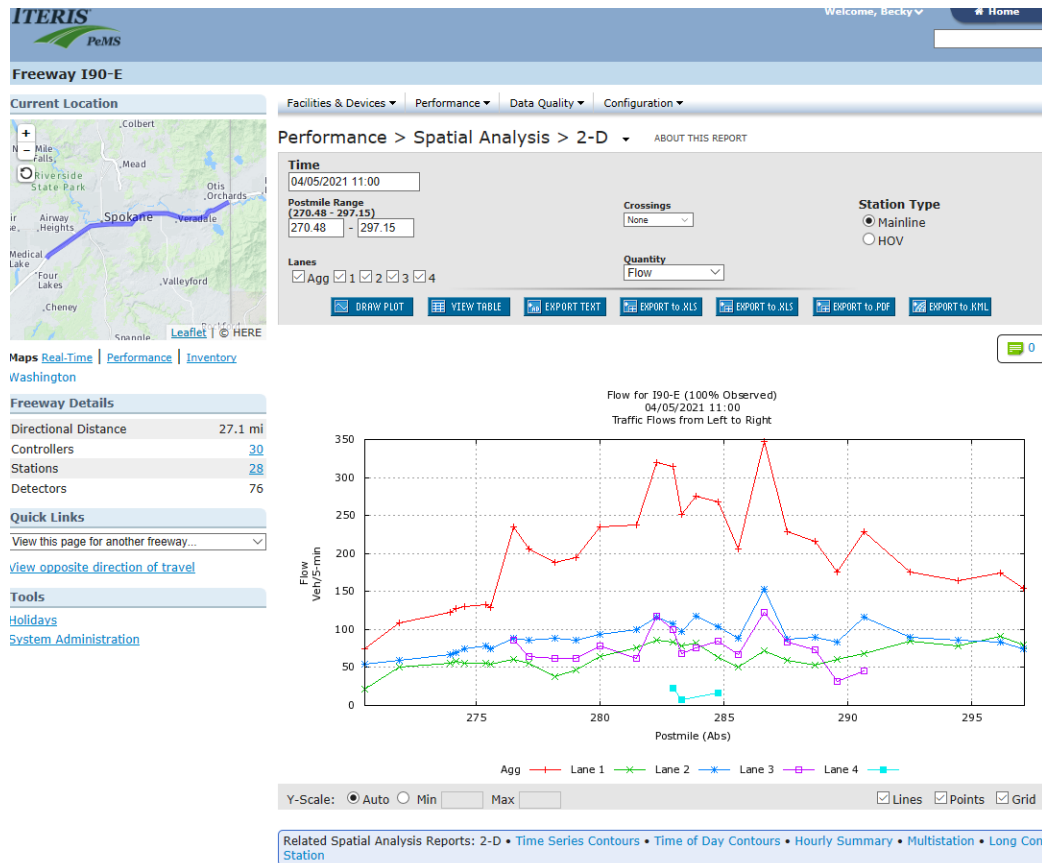 ITERIS
PeMS
Welcome, Becky
Home
Freeway I90-E
Current Location
+
−
Colbert
Mile
Falls
Mead
Riverside
State Park
Otis
Orchards
Airway
Heights
Spokane
Veradale
Medical
Lake
Four
Lakes
Valleyford
Cheney
Spangle
Leaflet | © HERE
Maps Real-Time | Performance | Inventory
Washington
Freeway Details
Directional Distance 27.1 mi
Controllers 30
Stations 28
Detectors 76
Quick Links
View this page for another freeway...
View opposite direction of travel
Tools
Holidays
System Administration
Facilities & Devices Performance Data Quality Configuration
Performance > Spatial Analysis > 2-D ABOUT THIS REPORT
Time
04/05/2021 11:00
Postmile Range
(270.48 - 297.15)
270.48 - 297.15
Crossings
None
Station Type
Mainline
HOV
Lanes
Agg 1 2 3 4
Quantity
Flow
DRAW PLOT VIEW TABLE EXPORT TEXT EXPORT to .XLS EXPORT to .XLS EXPORT to .PDF EXPORT to .KML
0
Flow for I90-E (100% Observed)
04/05/2021 11:00
Traffic Flows from Left to Right
350
300
250
200
150
100
50
0
Flow
Veh/5-min
275 280 285 290 295
Postmile (Abs)
Agg Lane 1 Lane 2 Lane 3 Lane 4
Y-Scale: Auto Min Max Lines Points Grid
Related Spatial Analysis Reports: 2-D • Time Series Contours • Time of Day Contours • Hourly Summary • Multistation • Long Con
Station